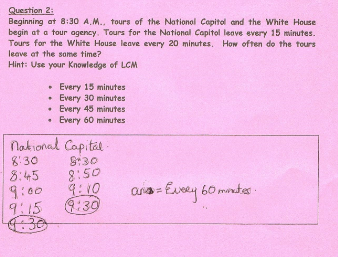 Question 2:
Beginning at 8:30 A.M., tours of the National Capitol and the White House
begin at a tour agency. Tours for the National Capitol leave every 15 minutes.
Tours for the White House leave every 20 minutes. How often do the tours
leave at the same time?
Hint: Use your Knowledge of LCM
• Every 15 minutes
• Every 30 minutes
• Every 45 minutes
• Every 60 minutes
National Capital.
8:30 8:30
8:45 8:50
9:00 9:10
9:15 9:30
9:30
ans = Every 60 minutes.